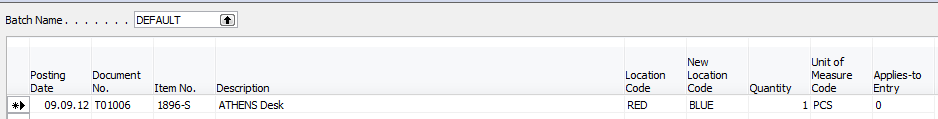 Batch Name . . . . . . . DEFAULT
Posting Date Document No. Item No. Description Location Code New Location Code Quantity Unit of Measure Code Applies-to Entry
09.09.12 T01006 1896-S ATHENS Desk RED BLUE 1 PCS 0